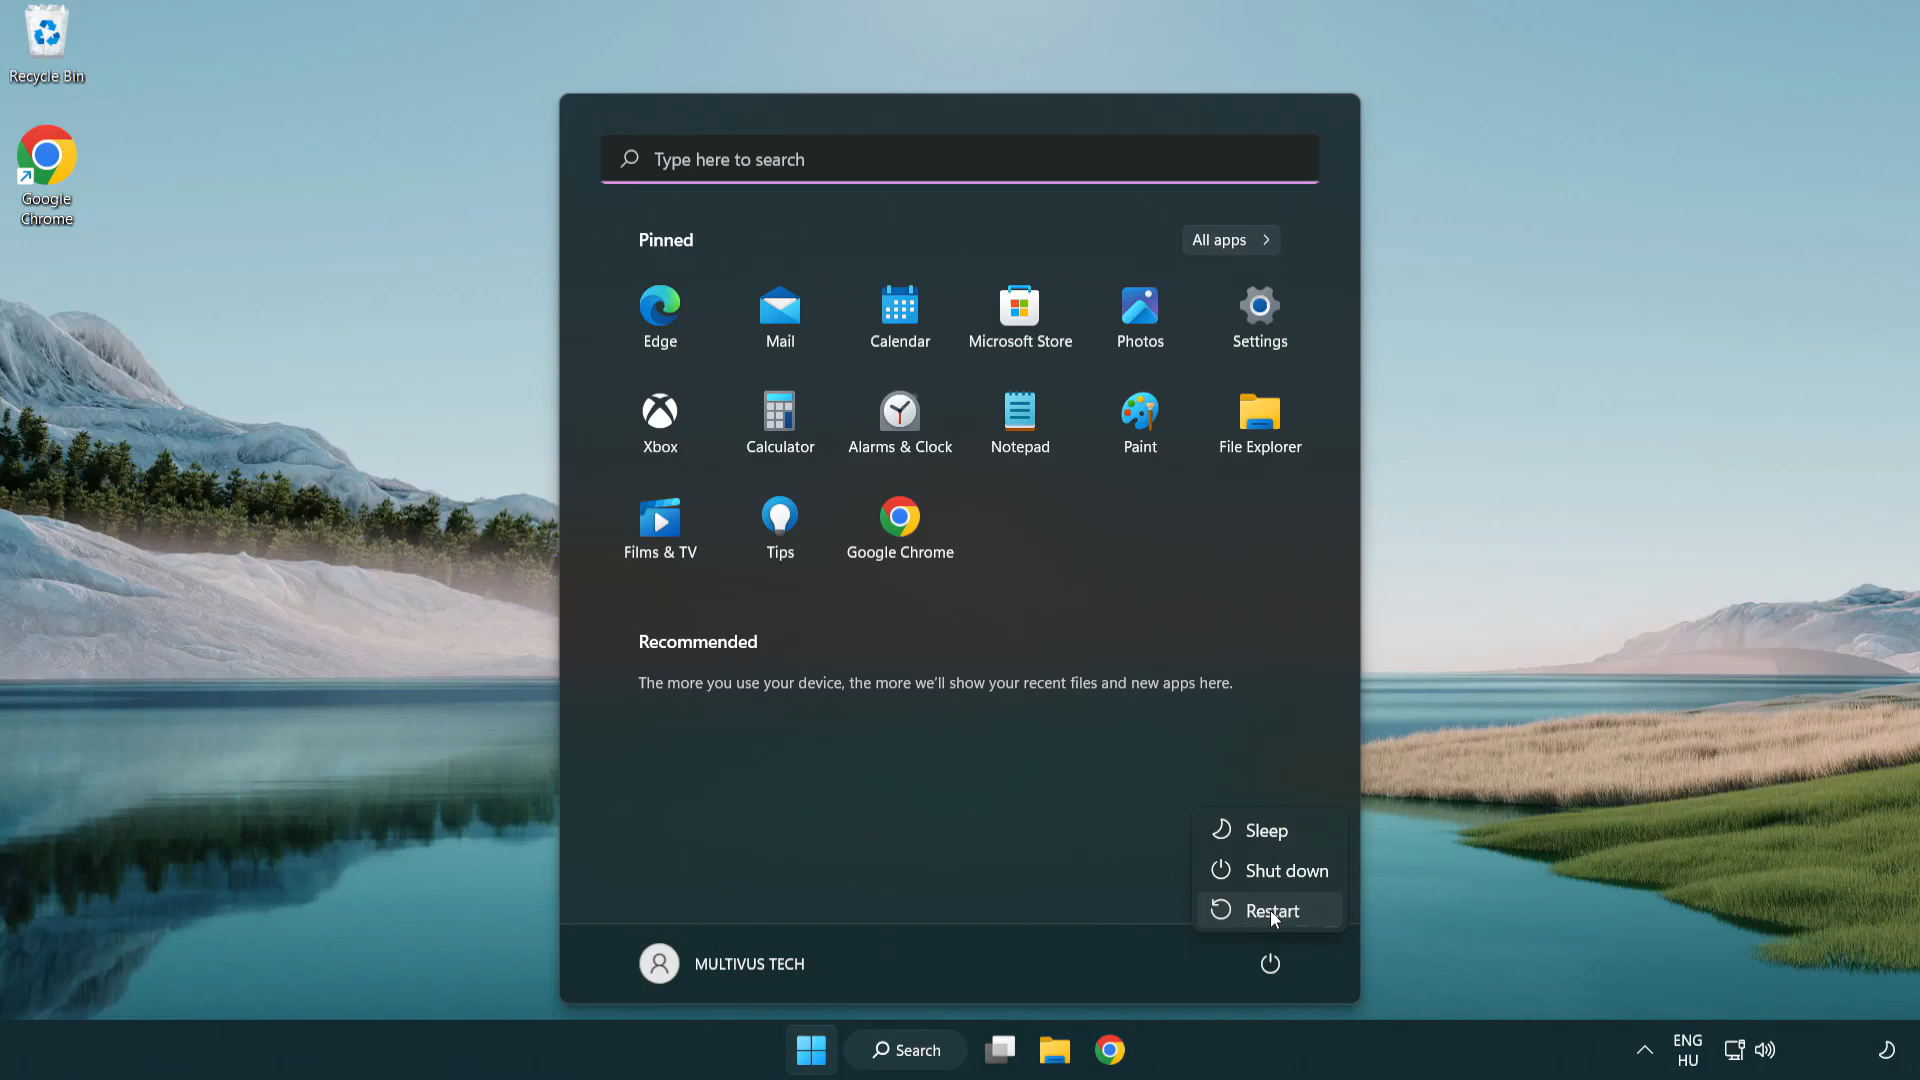 Recycle Bin
Google
Chrome
Type here to search
Pinned
All apps
Edge
Mail
Calendar
Microsoft Store
Photos
Settings
Xbox
Calculator
Alarms & Clock
Notepad
Paint
File Explorer
Films & TV
Tips
Google Chrome
Recommended
The more you use your device, the more we'll show your recent files and new apps here.
Sleep
Shut down
Restart
MULTIVUS TECH
Search
ENG
HU